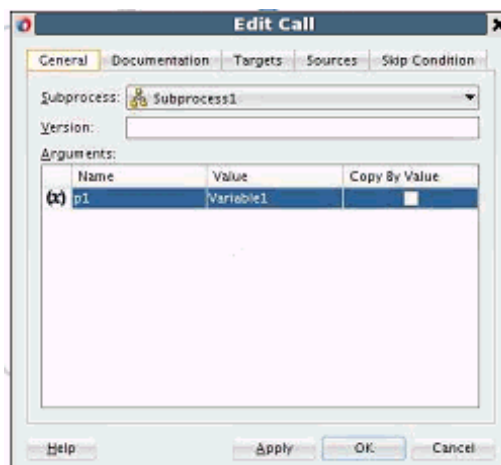 Edit Call
General Documentation Targets Sources Skip Condition
Subprocess: Subprocess1
Version:
Arguments:
Name Value Copy By Value
(x) p1 Variable1
Help Apply OK Cancel